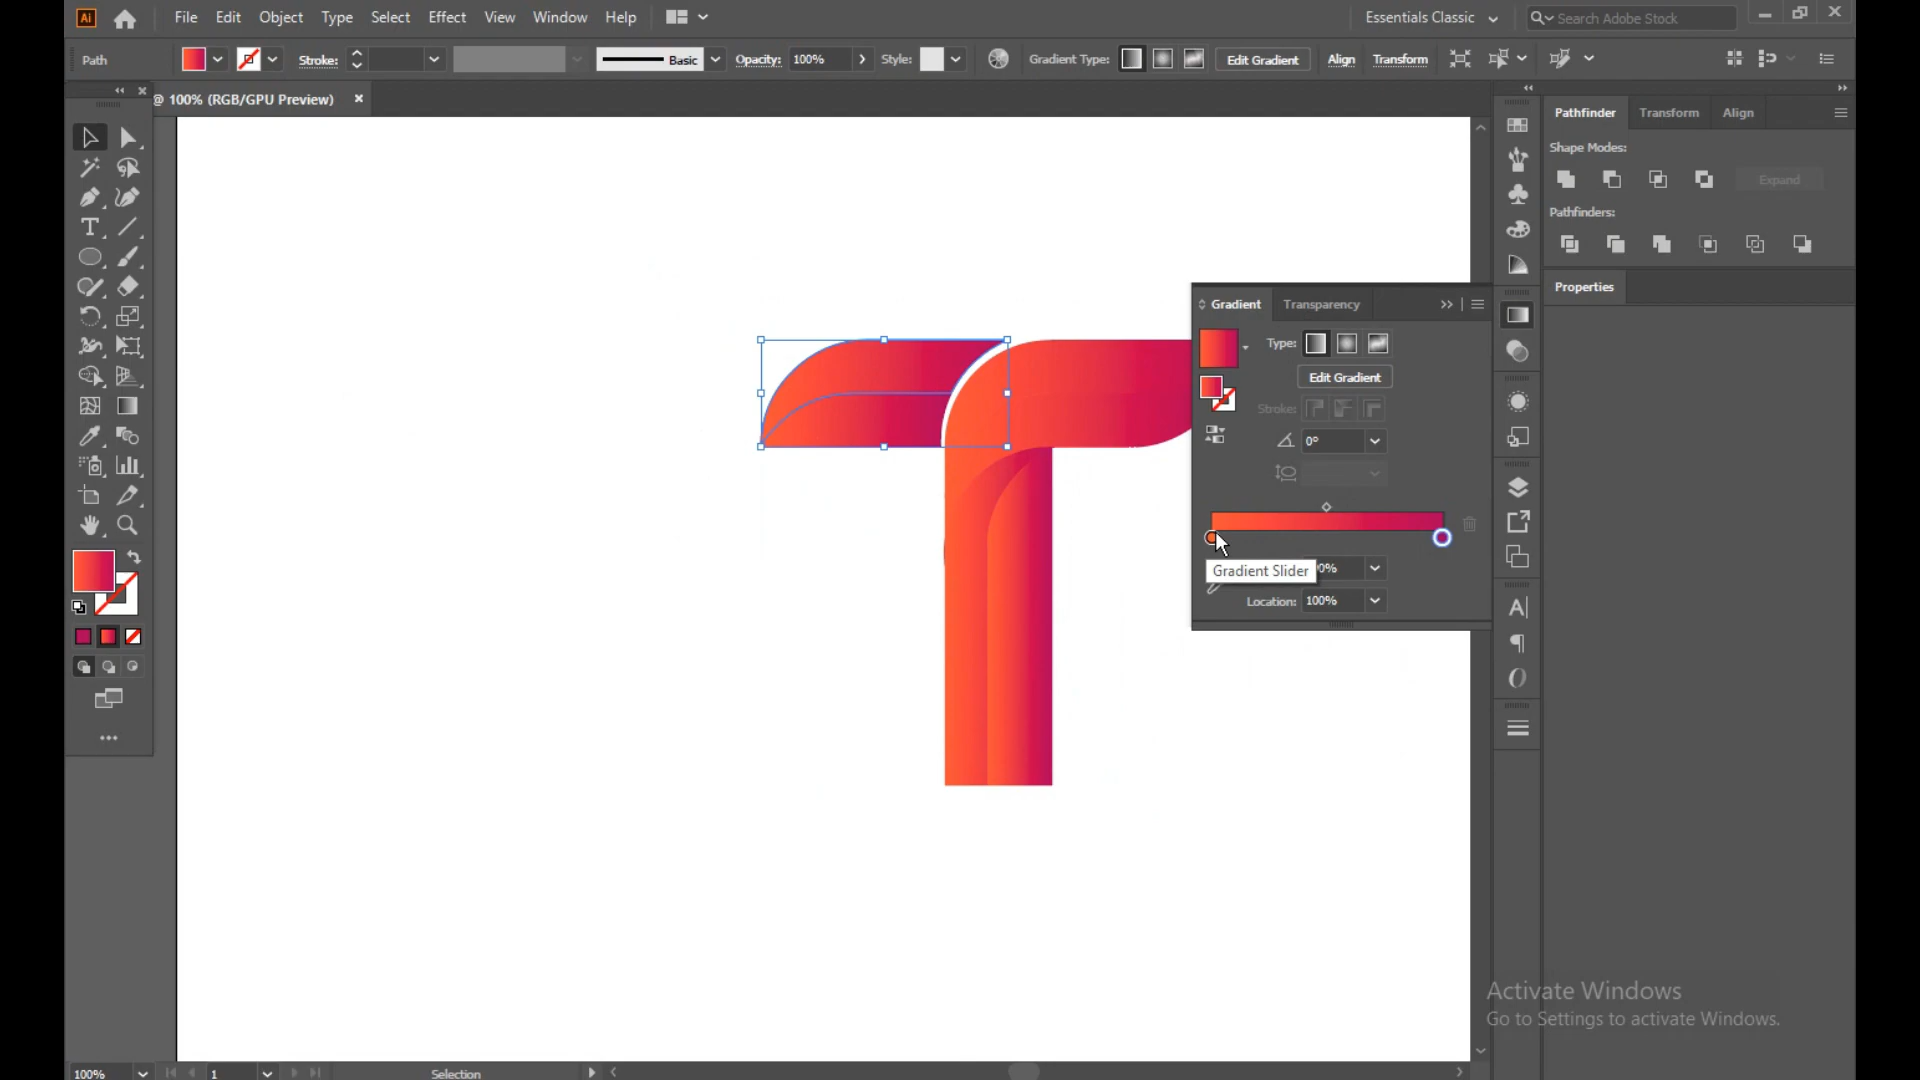 Ai File Edit Object Type Select Effect View Window Help Essentials Classic Search Adobe Stock
Path Stroke: Basic Opacity: 100% Style: Gradient Type: Edit Gradient Align Transform
@ 100% (RGB/GPU Preview)
Pathfinder Transform Align
Shape Modes:
Expand
Pathfinders:
Properties
Gradient Transparency
Type:
Edit Gradient
Stroke:
0°
Gradient Slider
Location: 100%
Activate Windows
Go to Settings to activate Windows.
100% 1 Selection